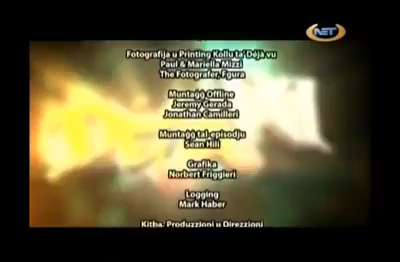 NET
Fotografija u Printing Kollu ta' Déjà vu
Paul & Mariella Mizzi
The Fotografer, Fgura
Muntaġġ Offline
Jeremy Gerada
Jonathan Camilleri
Muntaġġ tal-episodju
Sean Hili
Grafika
Norbert Friggieri
Logging
Mark Haber
Kitba, Produzzjoni u Direzzjoni